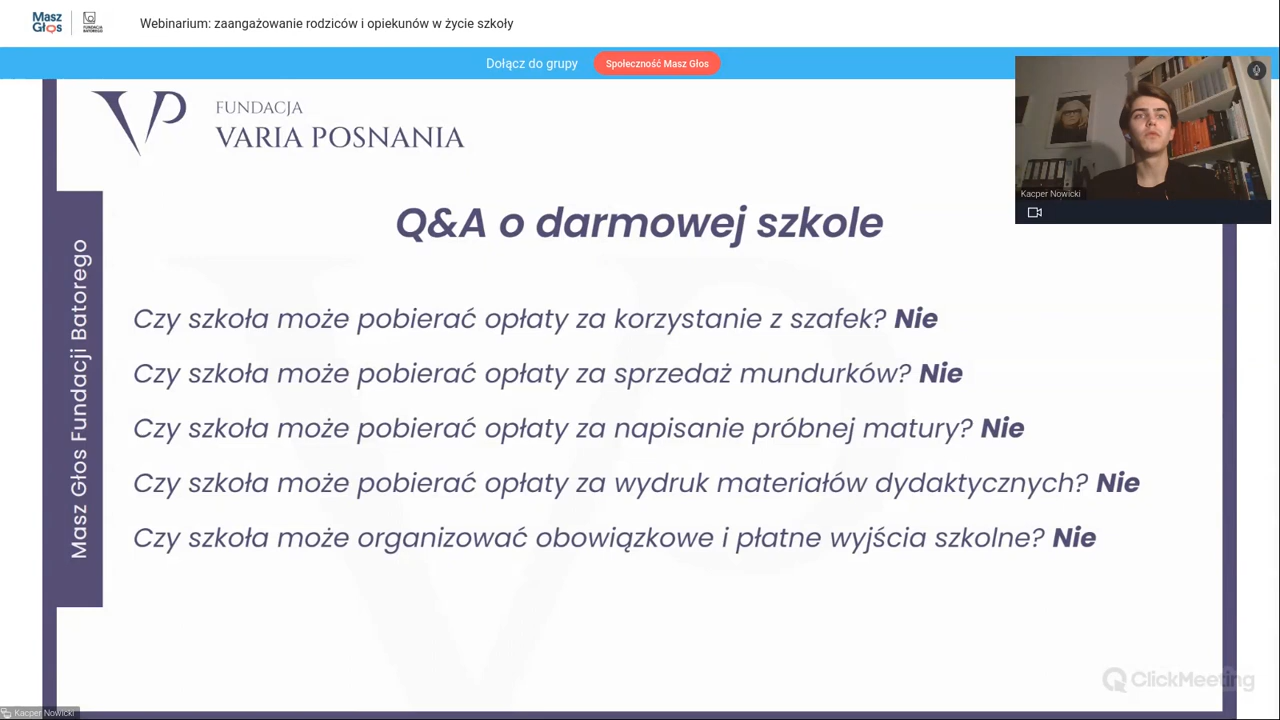 Masz Głos
FUNDACJA BATOREGO
Webinarium: zaangażowanie rodziców i opiekunów w życie szkoły
Dołącz do grupy
Społeczność Masz Głos
Kacper Nowicki
VP
FUNDACJA
VARIA POSNANIA
Masz Głos Fundacji Batorego
Q&A o darmowej szkole
Czy szkoła może pobierać opłaty za korzystanie z szafek? Nie
Czy szkoła może pobierać opłaty za sprzedaż mundurków? Nie
Czy szkoła może pobierać opłaty za napisanie próbnej matury? Nie
Czy szkoła może pobierać opłaty za wydruk materiałów dydaktycznych? Nie
Czy szkoła może organizować obowiązkowe i płatne wyjścia szkolne? Nie
ClickMeeting
Kacper Nowicki